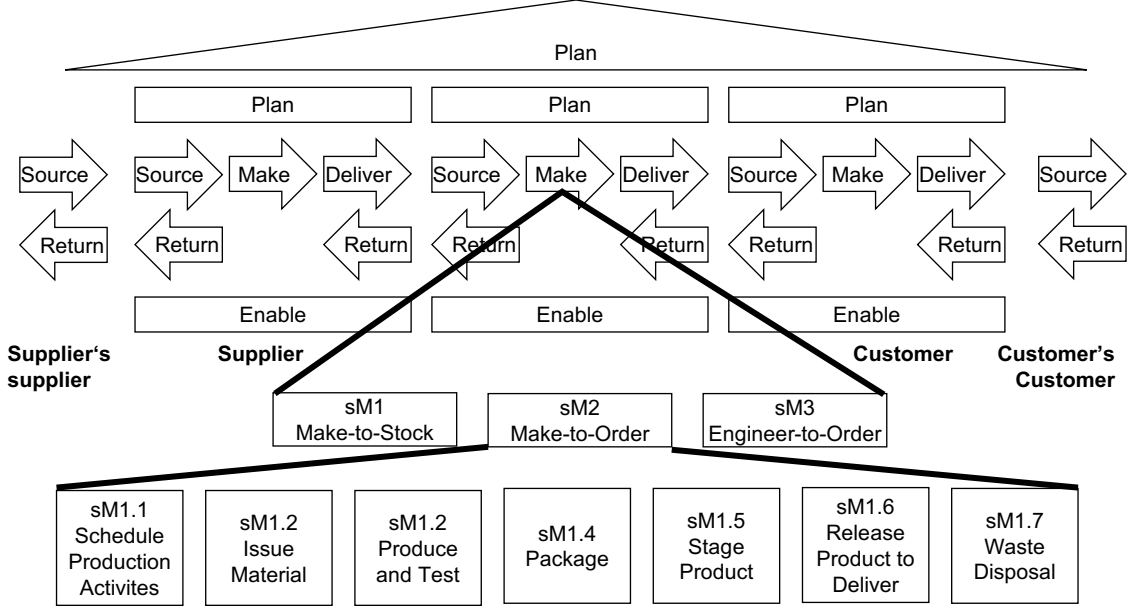 Plan
Plan
Plan
Plan
Source
Source
Make
Deliver
Source
Make
Deliver
Source
Make
Deliver
Source
Return
Return
Return
Return
Return
Return
Return
Return
Enable
Enable
Enable
Supplier‘s
supplier
Supplier
Customer
Customer’s
Customer
sM1
Make-to-Stock
sM2
Make-to-Order
sM3
Engineer-to-Order
sM1.1
Schedule
Production
Activites
sM1.2
Issue
Material
sM1.2
Produce
and Test
sM1.4
Package
sM1.5
Stage
Product
sM1.6
Release
Product to
Deliver
sM1.7
Waste
Disposal